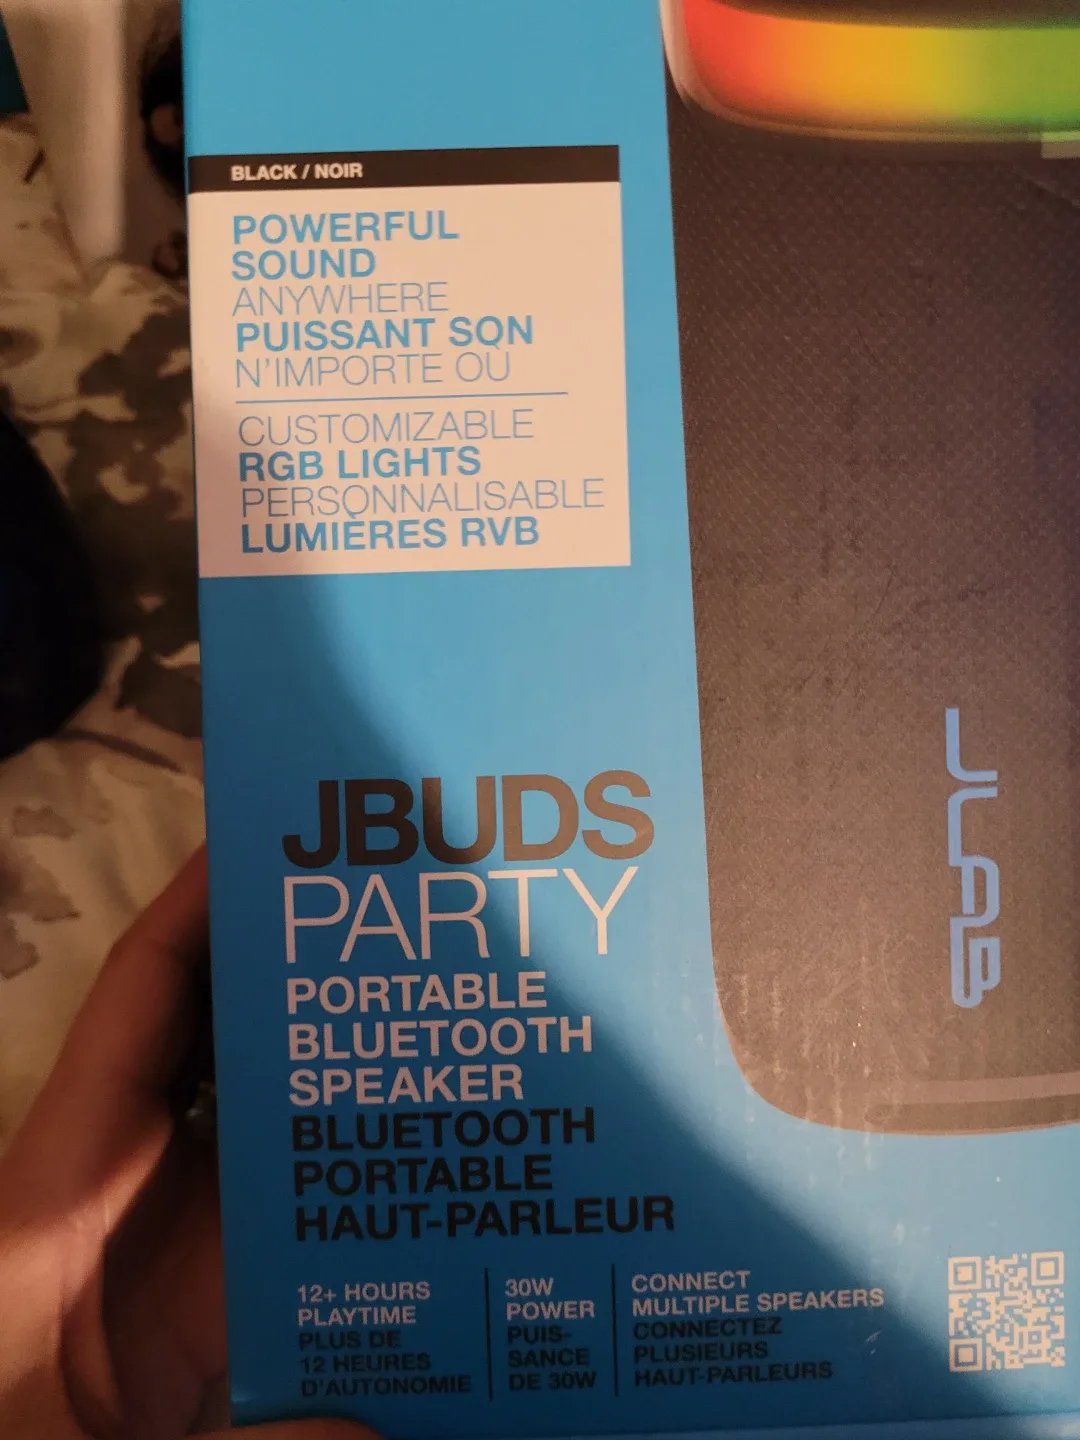 BLACK / NOIR
POWERFUL
SOUND
ANYWHERE
PUISSANT SON
N'IMPORTE OÙ
CUSTOMIZABLE
RGB LIGHTS
PERSONNALISABLE
LUMIÈRES RVB
JLAB
JBUDS
PARTY
PORTABLE
BLUETOOTH
SPEAKER
BLUETOOTH
PORTABLE
HAUT-PARLEUR
12+ HOURS
PLAYTIME
PLUS DE
12 HEURES
D'AUTONOMIE
30W
POWER
PUIS-
SANCE
DE 30W
CONNECT
MULTIPLE SPEAKERS
CONNECTEZ
PLUSIEURS
HAUT-PARLEURS